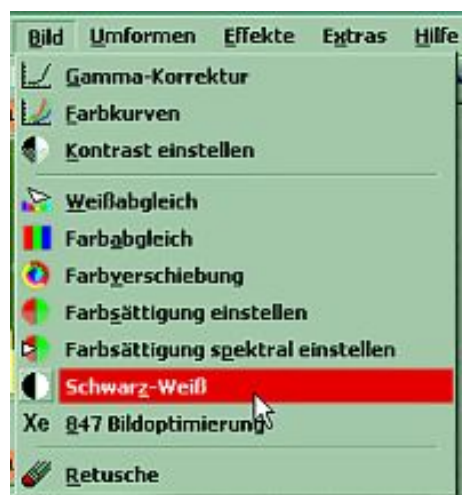 Bild Umformen Effekte Extras Hilfe
Gamma-Korrektur
Farbkurven
Kontrast einstellen
Weißabgleich
Farbabgleich
Farbverschiebung
Farbsättigung einstellen
Farbsättigung spektral einstellen
Schwarz-Weiß
Xe 847 Bildoptimierung
Retusche